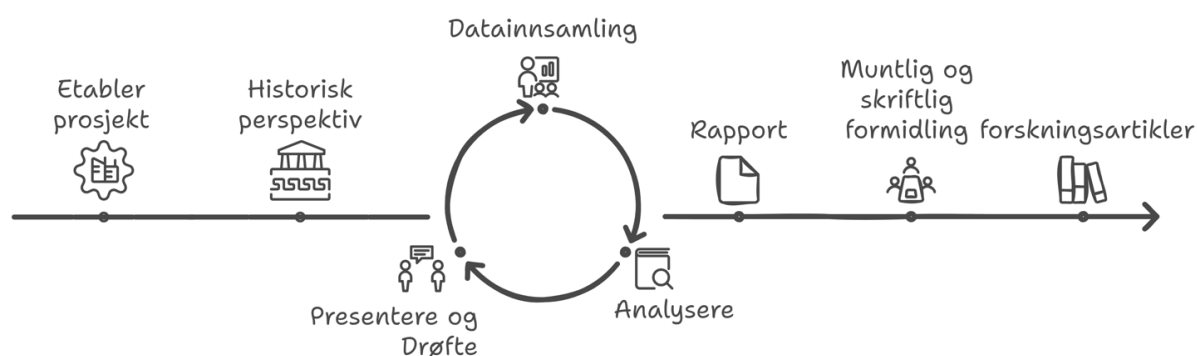 Etabler
prosjekt
Historisk
perspektiv
Datainnsamling
Analysere
Presentere og
Drøfte
Rapport
Muntlig og
skriftlig
formidling
forskningsartikler